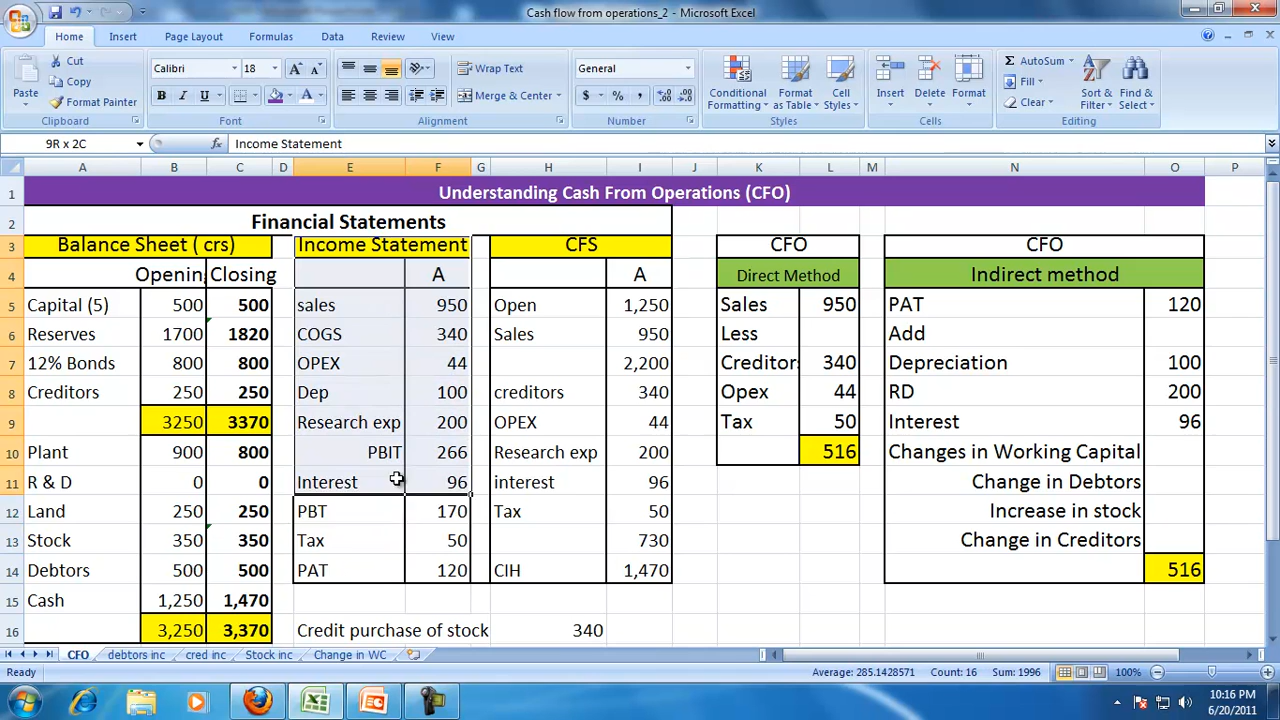 Cash flow from operations_2 - Microsoft Excel
Home Insert Page Layout Formulas Data Review View
Paste
Cut
Copy
Format Painter
Clipboard
Calibri 18
B I U A
Font
Wrap Text
Merge & Center
Alignment
General
$ % ,
Number
Conditional Formatting
Format as Table
Cell Styles
Styles
Insert Delete Format
Cells
AutoSum
Fill
Clear
Sort & Filter
Find & Select
Editing
9R x 2C fx Income Statement
A B C D E F G H I J K L M N O P
1 Understanding Cash From Operations (CFO)
2 Financial Statements
3 Balance Sheet ( crs) Income Statement CFS CFO CFO
4 Openin Closing A A Direct Method Indirect method
5 Capital (5) 500 500 sales 950 Open 1,250 Sales 950 PAT 120
6 Reserves 1700 1820 COGS 340 Sales 950 Less Add
7 12% Bonds 800 800 OPEX 44 2,200 Creditor 340 Depreciation 100
8 Creditors 250 250 Dep 100 creditors 340 Opex 44 RD 200
9 3250 3370 Research exp 200 OPEX 44 Tax 50 Interest 96
10 Plant 900 800 PBIT 266 Research exp 200 516 Changes in Working Capital
11 R & D 0 0 Interest 96 interest 96 Change in Debtors
12 Land 250 250 PBT 170 Tax 50 Increase in stock
13 Stock 350 350 Tax 50 730 Change in Creditors
14 Debtors 500 500 PAT 120 CIH 1,470 516
15 Cash 1,250 1,470
16 3,250 3,370 Credit purchase of stock 340
CFO debtors inc cred inc Stock inc Change in WC
Ready Average: 285.1428571 Count: 16 Sum: 1996 100%
10:16 PM
6/20/2011